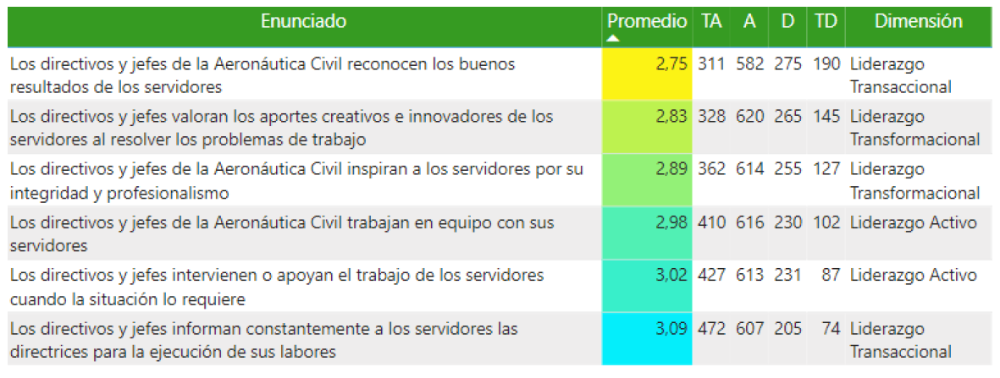 Enunciado Promedio TA A D TD Dimensión
Los directivos y jefes de la Aeronáutica Civil reconocen los buenos 2,75 311 582 275 190 Liderazgo
resultados de los servidores Transaccional
Los directivos y jefes valoran los aportes creativos e innovadores de los 2,83 328 620 265 145 Liderazgo
servidores al resolver los problemas de trabajo Transformacional
Los directivos y jefes de la Aeronáutica Civil inspiran a los servidores por su 2,89 362 614 255 127 Liderazgo
integridad y profesionalismo Transformacional
Los directivos y jefes de la Aeronáutica Civil trabajan en equipo con sus 2,98 410 616 230 102 Liderazgo Activo
servidores
Los directivos y jefes intervienen o apoyan el trabajo de los servidores 3,02 427 613 231 87 Liderazgo Activo
cuando la situación lo requiere
Los directivos y jefes informan constantemente a los servidores las 3,09 472 607 205 74 Liderazgo
directrices para la ejecución de sus labores Transaccional